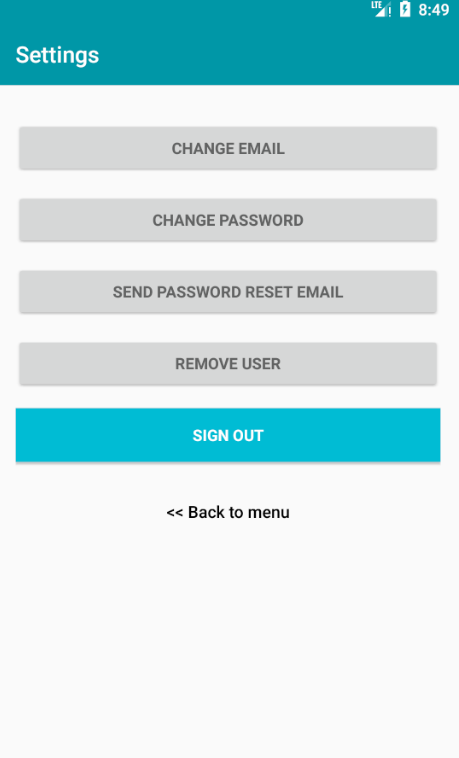 LTE 8:49
Settings
CHANGE EMAIL
CHANGE PASSWORD
SEND PASSWORD RESET EMAIL
REMOVE USER
SIGN OUT
<< Back to menu